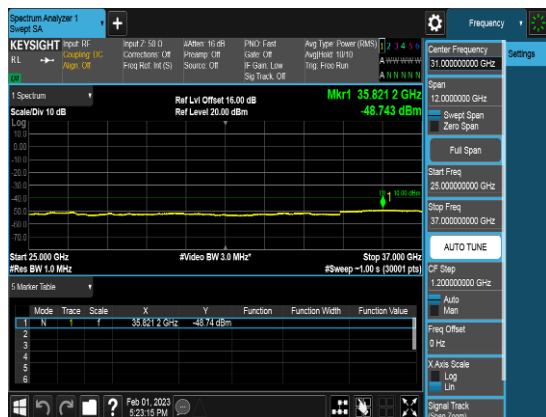 Spectrum Analyzer 1
Swept SA
Frequency
KEYSIGHT
RL
Input: RF
Coupling: DC
Align: Off
Input Z: 50 Ω
Corrections: Off
Freq Ref: Int (S)
#Atten: 16 dB
Preamp: Off
Source: Off
PNO: Fast
Gate: Off
IF Gain: Low
Sig Track: Off
Avg Type: Power (RMS)
Avg|Hold: 10/10
Trig: Free Run
1 2 3 4 5 6
A W W W W W
A N N N N N
1 Spectrum
Scale/Div 10 dB
Ref Lvl Offset 16.00 dB
Ref Level 20.00 dBm
Mkr1 35.821 2 GHz
-48.743 dBm
Log
10.0
0.00
-10.0
-20.0
-30.0
-40.0
-50.0
-60.0
-70.0
1
Start 25.000 GHz
#Res BW 1.0 MHz
#Video BW 3.0 MHz*
Stop 37.000 GHz
#Sweep ~1.00 s (30001 pts)
5 Marker Table
Mode Trace Scale X Y Function Function Width Function Value
1 N 1 f 35.821 2 GHz -48.74 dBm
2
3
4
5
6
Feb 01, 2023
5:23:15 PM
Center Frequency
31.000000000 GHz
Settings
Span
12.0000000 GHz
Swept Span
Zero Span
Full Span
Start Freq
25.000000000 GHz
Stop Freq
37.000000000 GHz
AUTO TUNE
CF Step
1.200000000 GHz
Auto
Man
Freq Offset
0 Hz
X Axis Scale
Log
Lin
Signal Track
(Span Zoom)